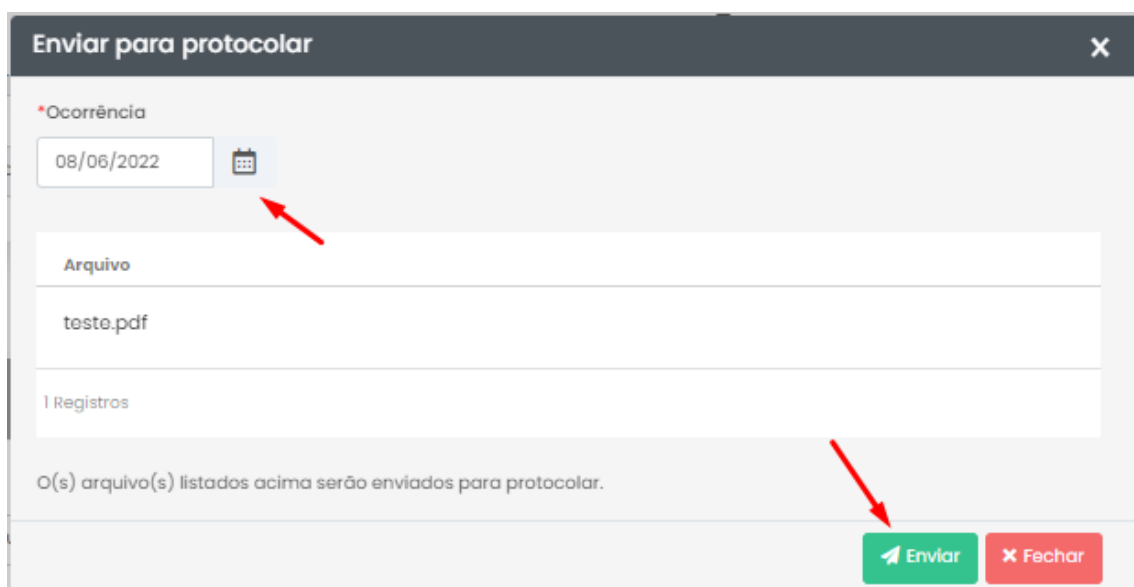 Enviar para protocolar
*Ocorrência
08/06/2022
Arquivo
teste.pdf
1 Registros
O(s) arquivo(s) listados acima serão enviados para protocolar.
Enviar
Fechar